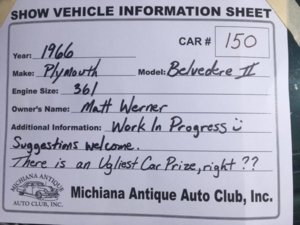 SHOW VEHICLE INFORMATION SHEET
CAR # 150
Year: 1966
Make: Plymouth Model: Belvedere II
Engine Size: 361
Owner's Name: Matt Werner
Additional Information: Work In Progress
Suggestions welcome.
There is an Ugliest Car Prize, right??
MICHIANA ANTIQUE
AUTO CLUB, INC.
Michiana Antique Auto Club, Inc.